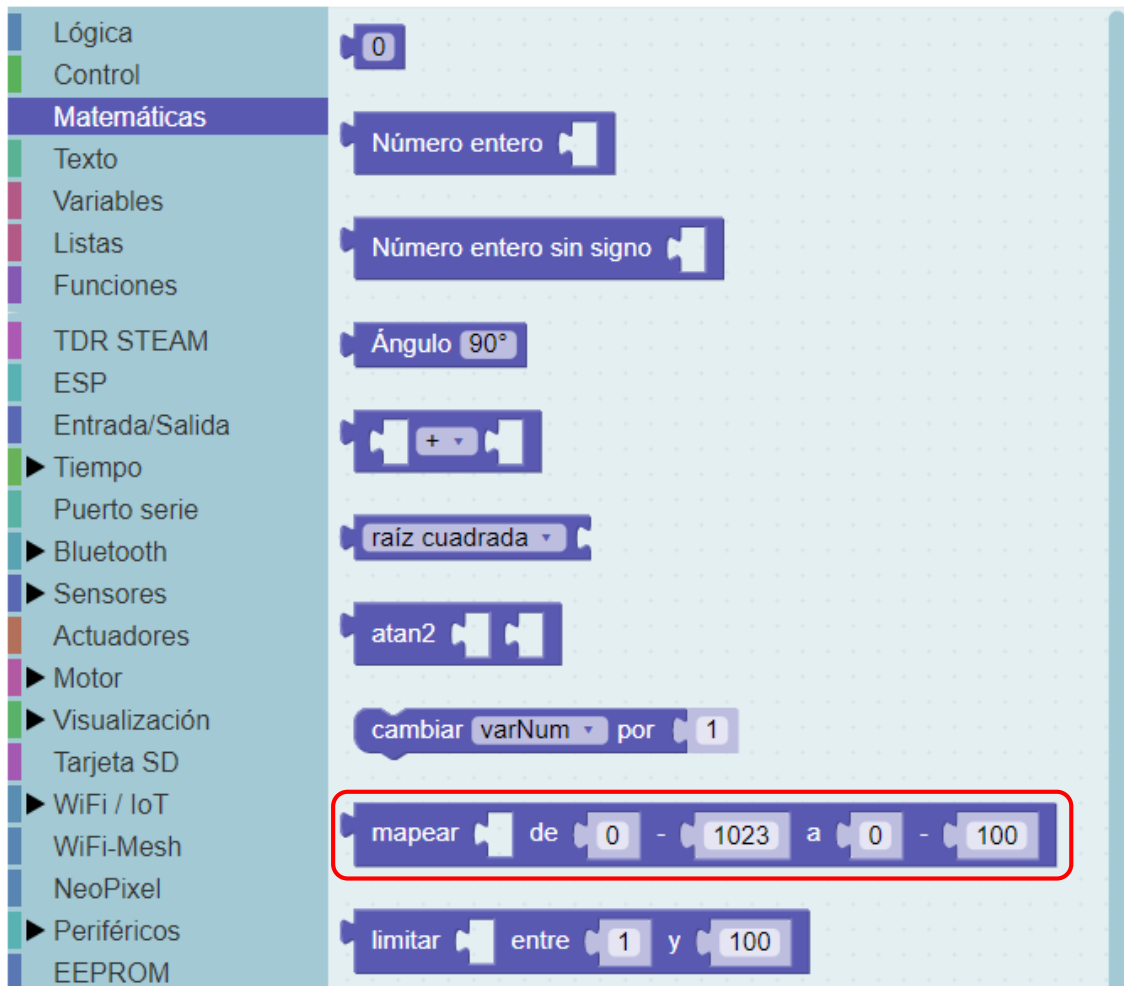 Lógica
Control
Matemáticas
Texto
Variables
Listas
Funciones
TDR STEAM
ESP
Entrada/Salida
Tiempo
Puerto serie
Bluetooth
Sensores
Actuadores
Motor
Visualización
Tarjeta SD
WiFi / IoT
WiFi-Mesh
NeoPixel
Periféricos
EEPROM
0
Número entero
Número entero sin signo
Ángulo 90°
+
raíz cuadrada
atan2
cambiar varNum por 1
mapear de 0 - 1023 a 0 - 100
limitar entre 1 y 100